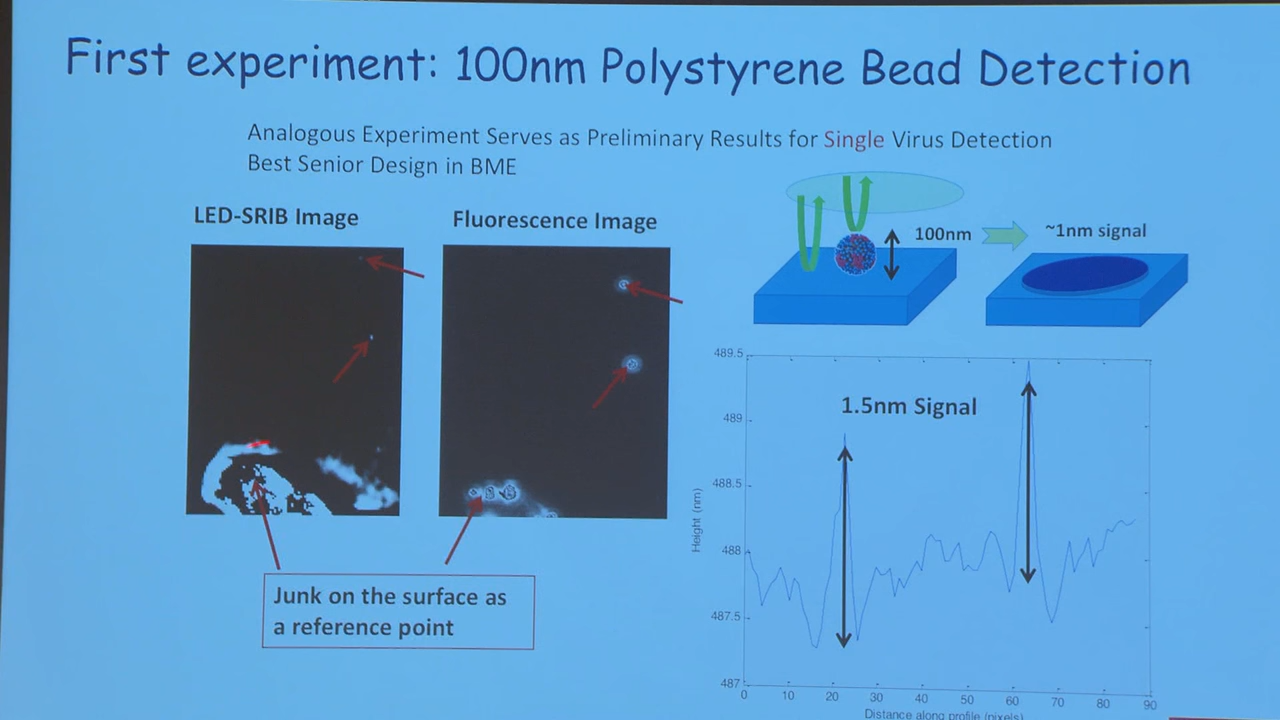 First experiment: 100nm Polystyrene Bead Detection
Analogous Experiment Serves as Preliminary Results for Single Virus Detection
Best Senior Design in BME
LED-SRIB Image
Fluorescence Image
100nm
~1nm signal
Junk on the surface as
a reference point
1.5nm Signal
Height (nm)
489.5
489
488.5
488
487.5
487
0 10 20 30 40 50 60 70 80 90
Distance along profile (pixels)